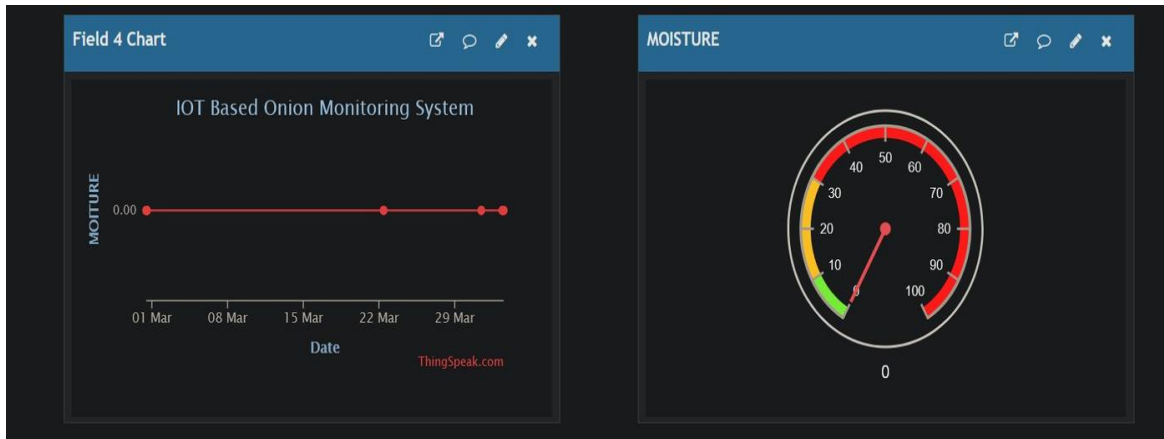 Field 4 Chart
IOT Based Onion Monitoring System
MOITURE
0.00
01 Mar 08 Mar 15 Mar 22 Mar 29 Mar
Date
ThingSpeak.com
MOISTURE
0 10 20 30 40 50 60 70 80 90 100
0